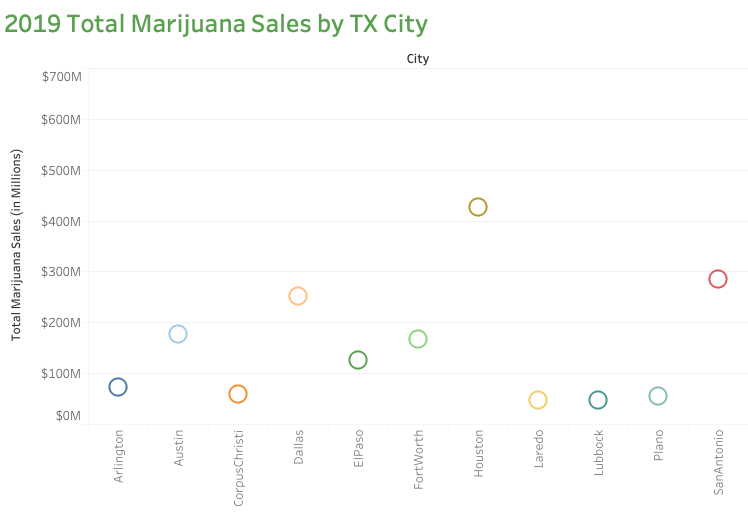 2019 Total Marijuana Sales by TX City
City
$700M
$600M
$500M
$400M
$300M
$200M
$100M
$0M
Total Marijuana Sales (in Millions)
Arlington
Austin
CorpusChristi
Dallas
ElPaso
FortWorth
Houston
Laredo
Lubbock
Plano
SanAntonio